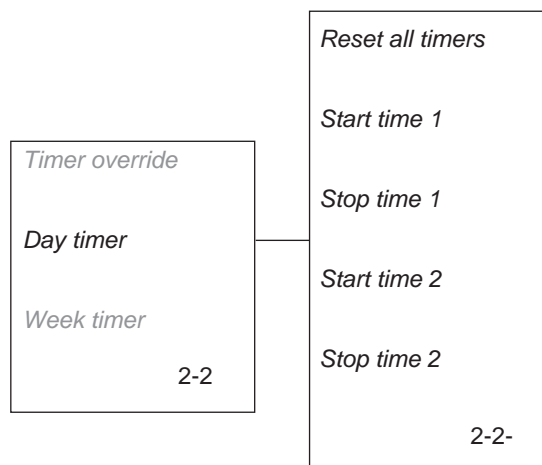 Timer override
Day timer
Week timer
2-2
Reset all timers
Start time 1
Stop time 1
Start time 2
Stop time 2
2-2-